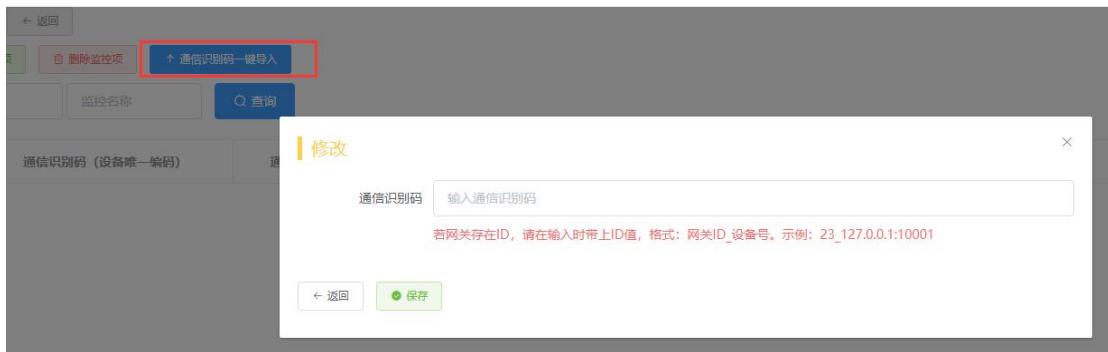 ← 返回
删除监控项
↑ 通信识别码一键导入
监控名称
查询
通信识别码（设备唯一编码）
通
修改
×
通信识别码
输入通信识别码
若网关存在ID，请在输入时带上ID值，格式：网关ID_设备号。示例：23_127.0.0.1:10001
← 返回
保存